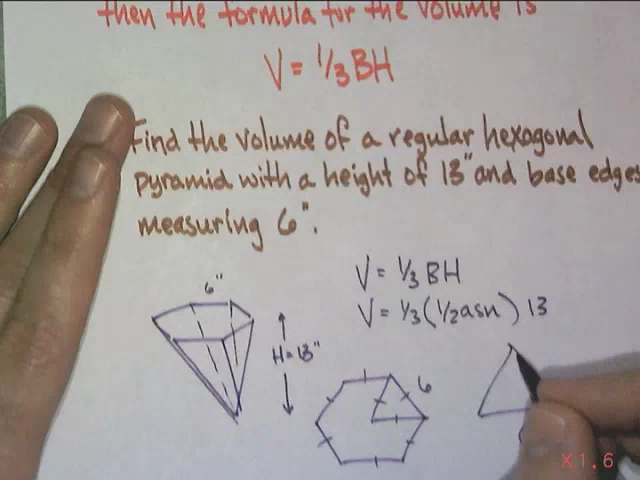 then the formula for the volume is
V = 1/3 BH
Find the volume of a regular hexagonal
pyramid with a height of 13" and base edges
measuring 6".
V = 1/3 BH
V = 1/3 (1/2 asn) 13
6"
H = 13"
6
X1.6